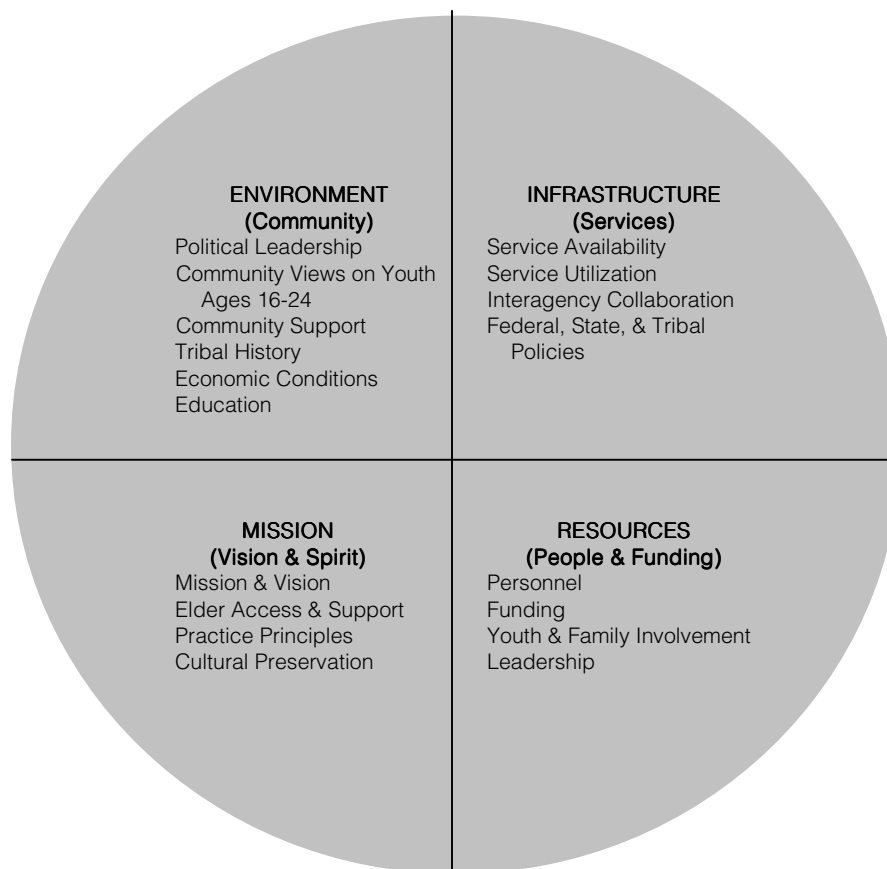 ENVIRONMENT
(Community)
Political Leadership
Community Views on Youth
Ages 16-24
Community Support
Tribal History
Economic Conditions
Education
INFRASTRUCTURE
(Services)
Service Availability
Service Utilization
Interagency Collaboration
Federal, State, & Tribal
Policies
MISSION
(Vision & Spirit)
Mission & Vision
Elder Access & Support
Practice Principles
Cultural Preservation
RESOURCES
(People & Funding)
Personnel
Funding
Youth & Family Involvement
Leadership